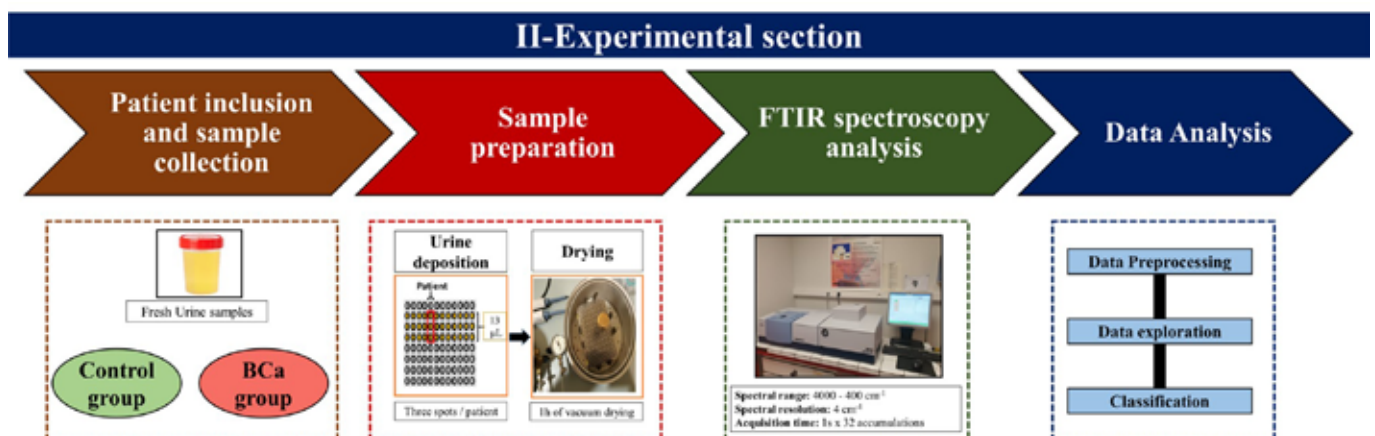 II-Experimental section
Patient inclusion
and sample
collection
Sample
preparation
FTIR spectroscopy
analysis
Data Analysis
Fresh Urine samples
Control
group
BCa
group
Urine
deposition
Patient
13
µL
Three spots / patient
Drying
1h of vacuum drying
Spectral range: 4000 - 400 cm⁻¹
Spectral resolution: 4 cm⁻¹
Acquisition time: 1s x 32 accumulations
Data Preprocessing
Data exploration
Classification